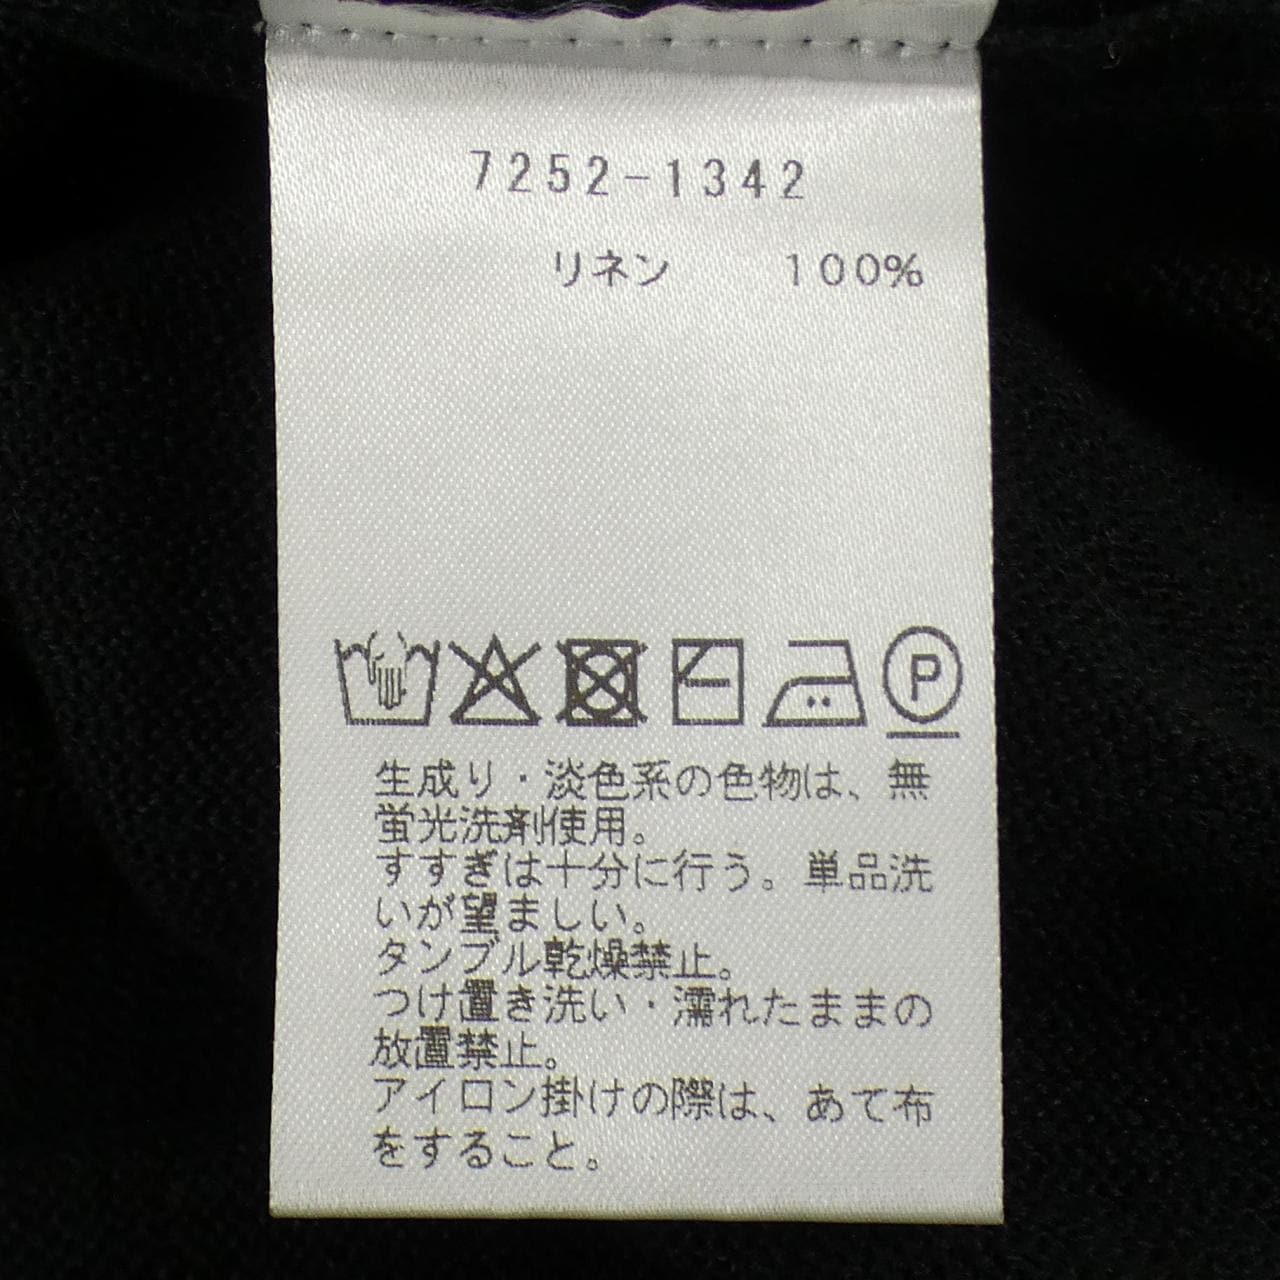 7252-1342
リネン　　100%
P
生成り・淡色系の色物は、無
蛍光洗剤使用。
すすぎは十分に行う。単品洗
いが望ましい。
タンブル乾燥禁止。
つけ置き洗い・濡れたままの
放置禁止。
アイロン掛けの際は、あて布
をすること。